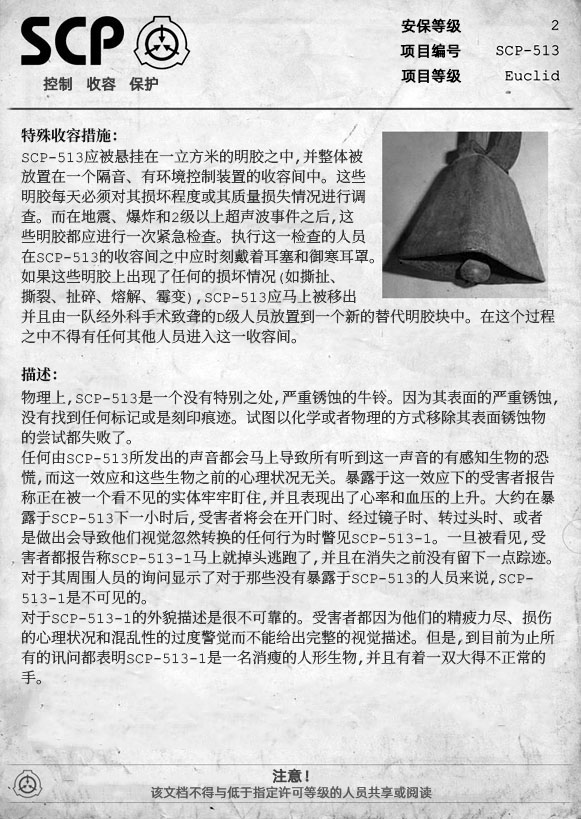 SCP
控制 收容 保护
安保等级 2
项目编号 SCP-513
项目等级 Euclid
特殊收容措施:
SCP-513应被悬挂在一立方米的明胶之中,并整体被
放置在一个隔音、有环境控制装置的收容间中。这些
明胶每天必须对其损坏程度或其质量损失情况进行调
查。而在地震、爆炸和2级以上超声波事件之后,这
些明胶都应进行一次紧急检查。执行这一检查的人员
在SCP-513的收容间之中应时刻戴着耳塞和御寒耳罩。
如果这些明胶上出现了任何的损坏情况(如撕扯、
撕裂、扯碎、熔解、霉变),SCP-513应马上被移出
并且由一队经外科手术致聋的D级人员放置到一个新的替代明胶块中。在这个过程
之中不得有任何其他人员进入这一收容间。
描述:
物理上,SCP-513是一个没有特别之处,严重锈蚀的牛铃。因为其表面的严重锈蚀,
没有找到任何标记或是刻印痕迹。试图以化学或者物理的方式移除其表面锈蚀物
的尝试都失败了。
任何由SCP-513所发出的声音都会马上导致所有听到这一声音的有感知生物的恐
慌,而这一效应和这些生物之前的心理状况无关。暴露于这一效应下的受害者报告
称正在被一个看不见的实体牢牢盯住,并且表现出了心率和血压的上升。大约在暴
露于SCP-513下一小时后,受害者将会在开门时、经过镜子时、转过头时、或者
是做出会导致他们视觉忽然转换的任何行为时瞥见SCP-513-1。一旦被看见,受
害者都报告称SCP-513-1马上就掉头逃跑了,并且在消失之前没有留下一点踪迹。
对于其周围人员的询问显示了对于那些没有暴露于SCP-513的人员来说,SCP-
513-1是不可见的。
对于SCP-513-1的外貌描述是很不可靠的。受害者都因为他们的精疲力尽、损伤
的心理状况和混乱性的过度警觉而不能给出完整的视觉描述。但是,到目前为止所
有的讯问都表明SCP-513-1是一名消瘦的人形生物,并且有着一双大得不正常的
手。
注意!
该文档不得与低于指定许可等级的人员共享或阅读